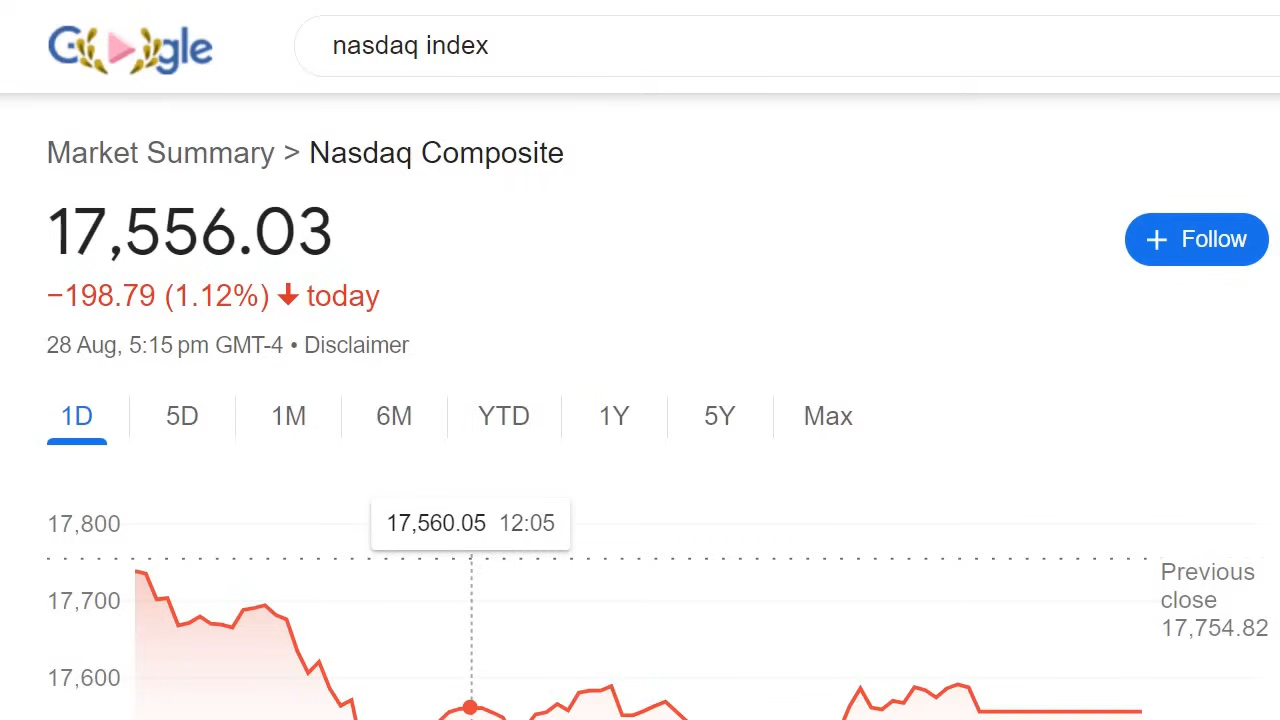 Google
nasdaq index
Market Summary > Nasdaq Composite
17,556.03
+ Follow
−198.79 (1.12%) ↓ today
28 Aug, 5:15 pm GMT-4 • Disclaimer
1D 5D 1M 6M YTD 1Y 5Y Max
17,800
17,560.05 12:05
Previous
close
17,754.82
17,700
17,600